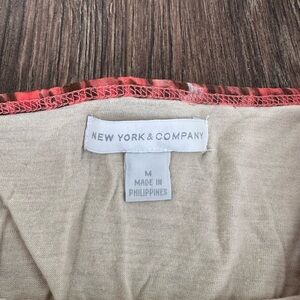 NEW YORK & COMPANY
M
MADE IN
PHILIPPINES